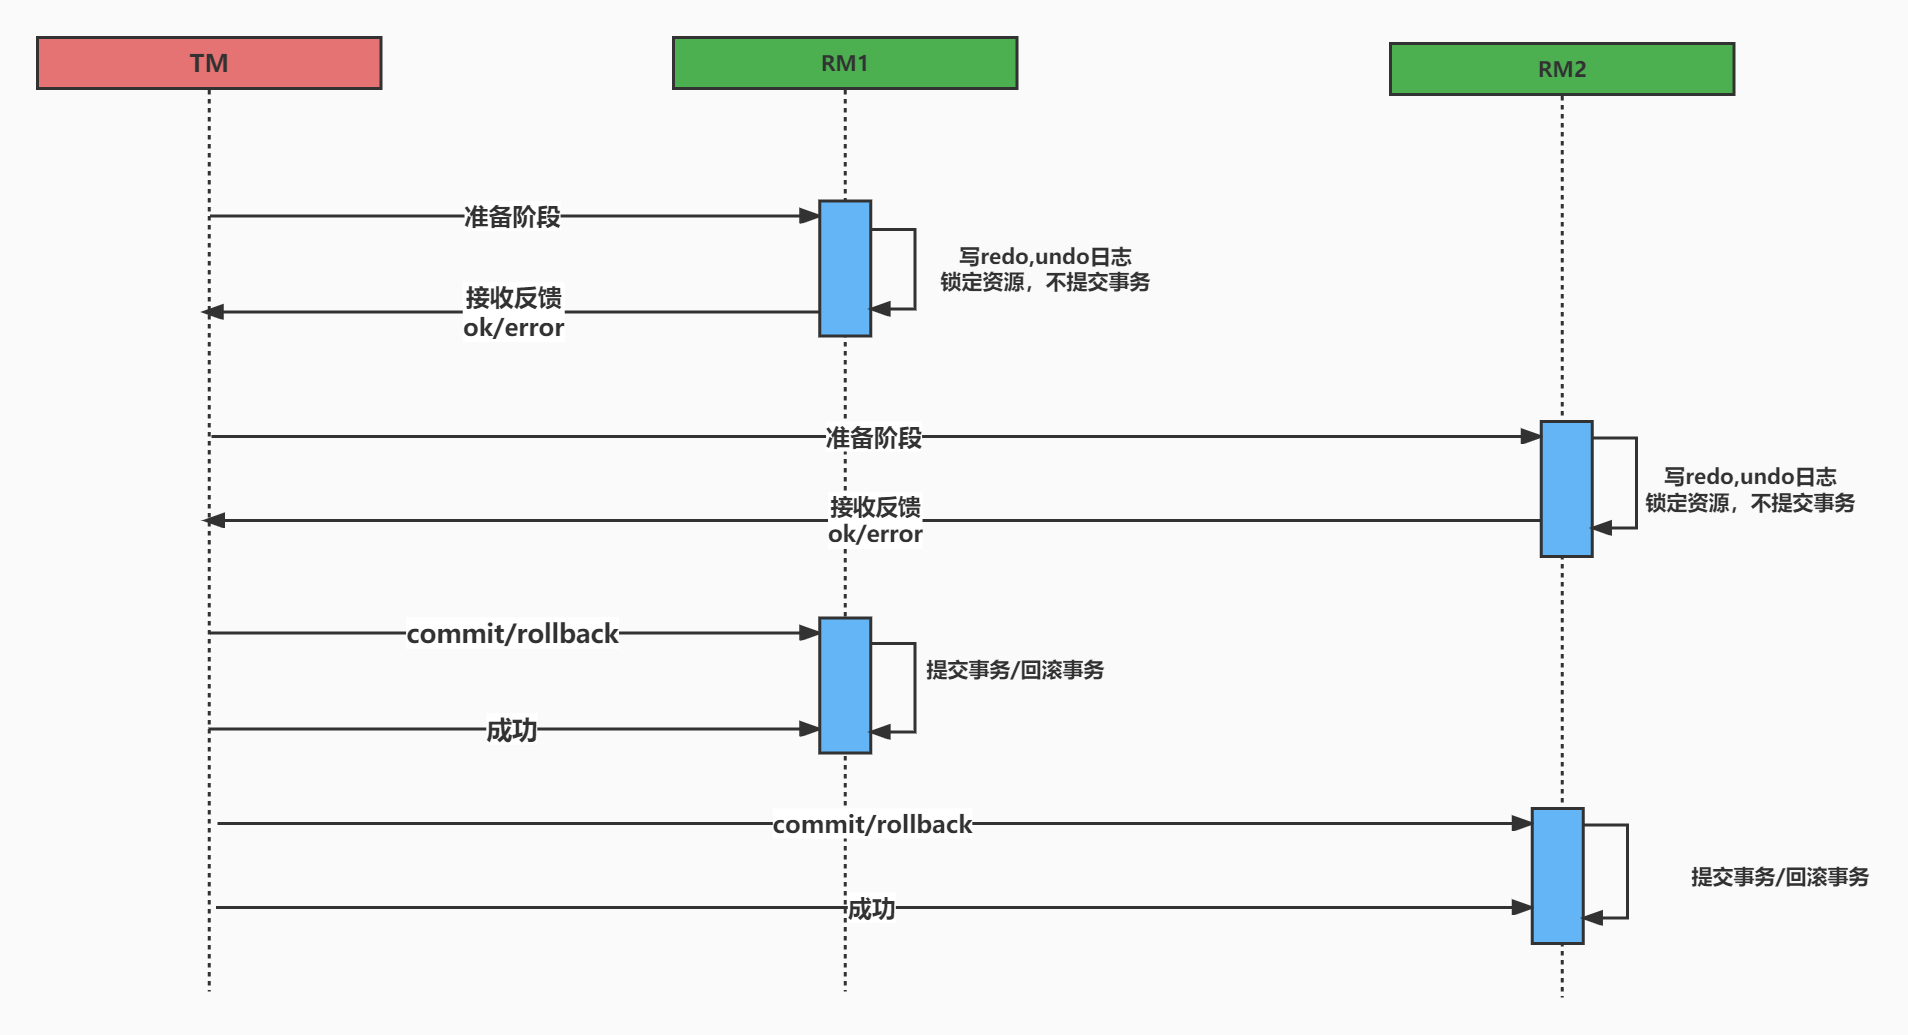 TM
RM1
RM2
准备阶段
写redo,undo日志
锁定资源，不提交事务
接收反馈
ok/error
准备阶段
写redo,undo日志
锁定资源，不提交事务
接收反馈
ok/error
commit/rollback
提交事务/回滚事务
成功
commit/rollback
提交事务/回滚事务
成功